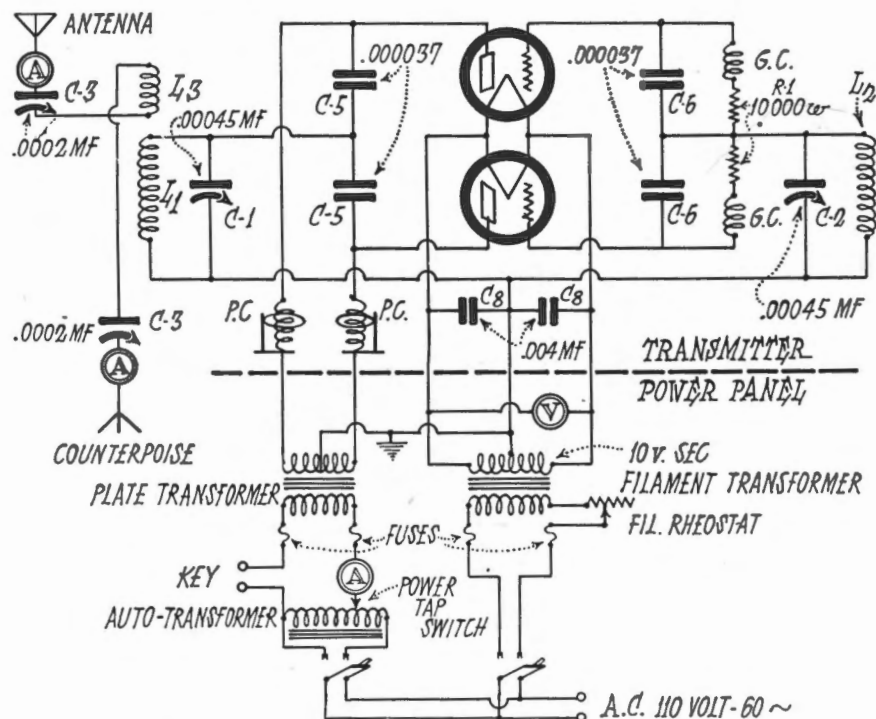 ANTENNA
A
C-3
L3
.0002 MF
.00045 MF
L1
C-1
.000037
C-5
C-5
.000037
C-6
C-6
G.C.
R-1
10000 ω
G.C.
L2
C-2
.00045 MF
.0002 MF
C-3
A
COUNTERPOISE
P.C
P.C.
C8
C8
.004 MF
TRANSMITTER
POWER PANEL
V
10 V. SEC
PLATE TRANSFORMER
FILAMENT TRANSFORMER
FIL. RHEOSTAT
FUSES
KEY
A
POWER
TAP
SWITCH
AUTO-TRANSFORMER
A.C. 110 VOLT-60 ~